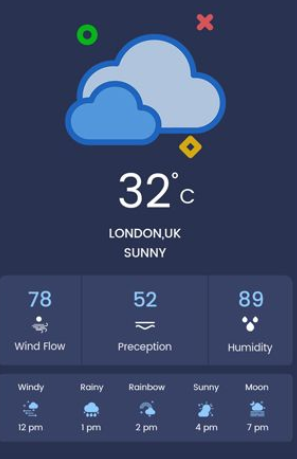 32°C
LONDON,UK
SUNNY
78 52 89
Wind Flow Preception Humidity
Windy Rainy Rainbow Sunny Moon
12 pm 1 pm 2 pm 4 pm 7 pm